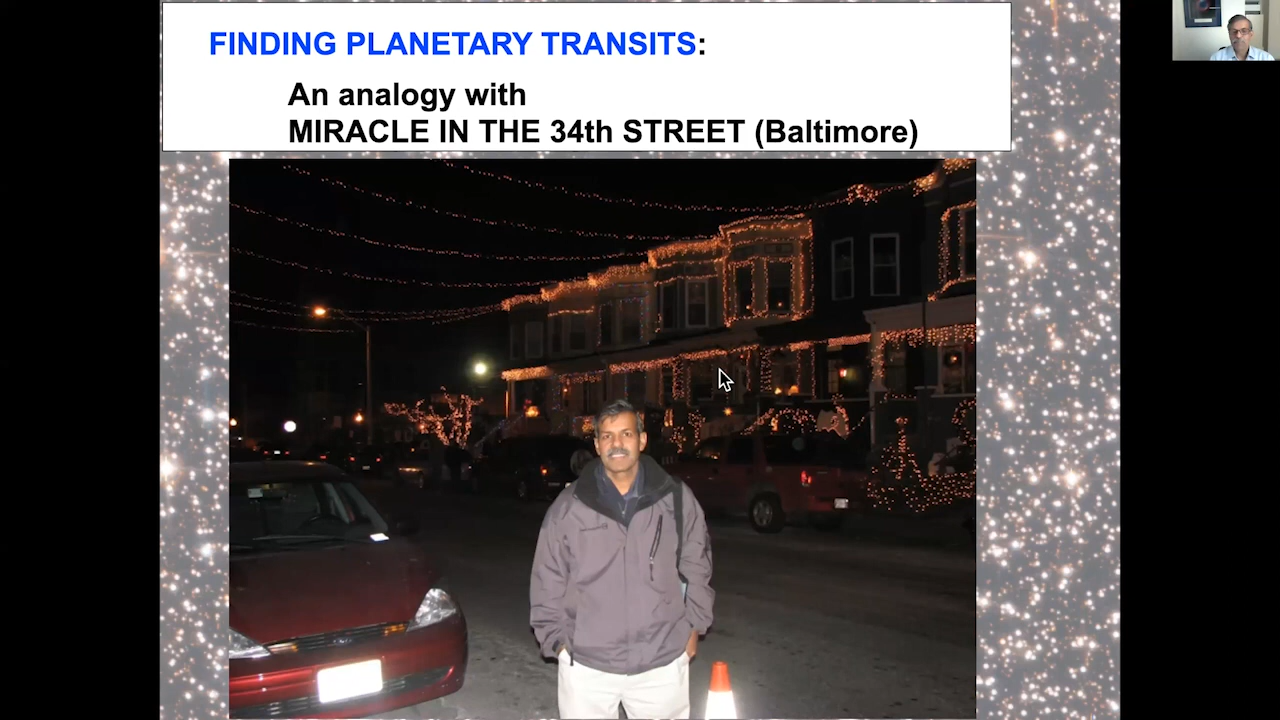 FINDING PLANETARY TRANSITS:
An analogy with
MIRACLE IN THE 34th STREET (Baltimore)